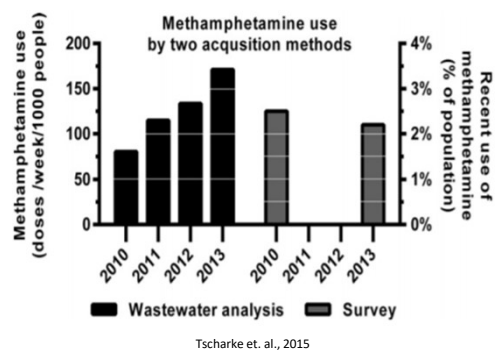 Methamphetamine use
by two acqusition methods
Methamphetamine use
(doses /week/1000 people)
200
150
100
50
0
4%
3%
2%
1%
0%
Recent use of
methamphetamine
(% of population)
2010
2011
2012
2013
2010
2011
2012
2013
Wastewater analysis
Survey
Tscharke et. al., 2015